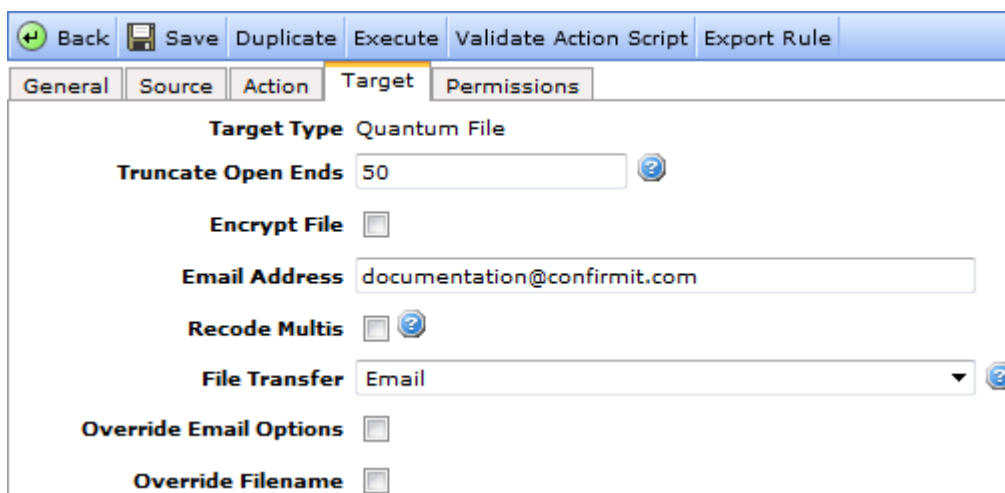 Back Save Duplicate Execute Validate Action Script Export Rule
General Source Action Target Permissions
Target Type Quantum File
Truncate Open Ends 50
Encrypt File
Email Address documentation@confirmit.com
Recode Multis
File Transfer Email
Override Email Options
Override Filename